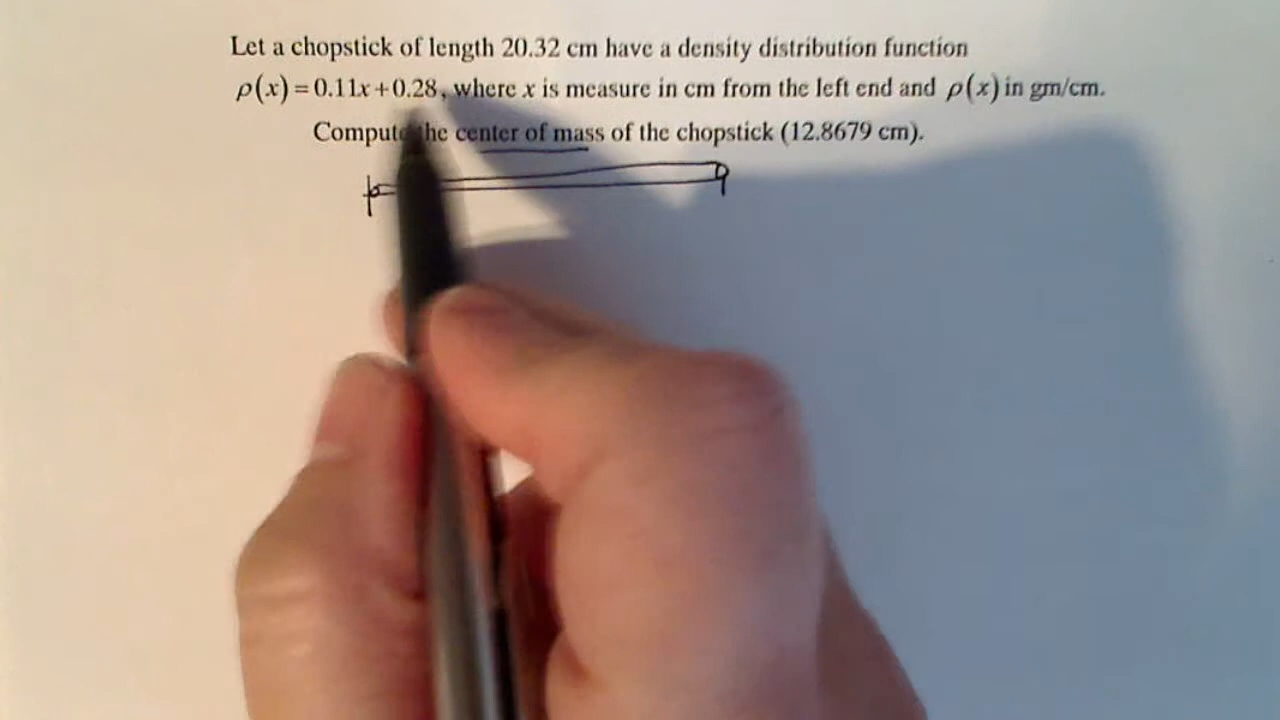 Let a chopstick of length 20.32 cm have a density distribution function
ρ(x) = 0.11x + 0.28, where x is measure in cm from the left end and ρ(x) in gm/cm.
Compute the center of mass of the chopstick (12.8679 cm).